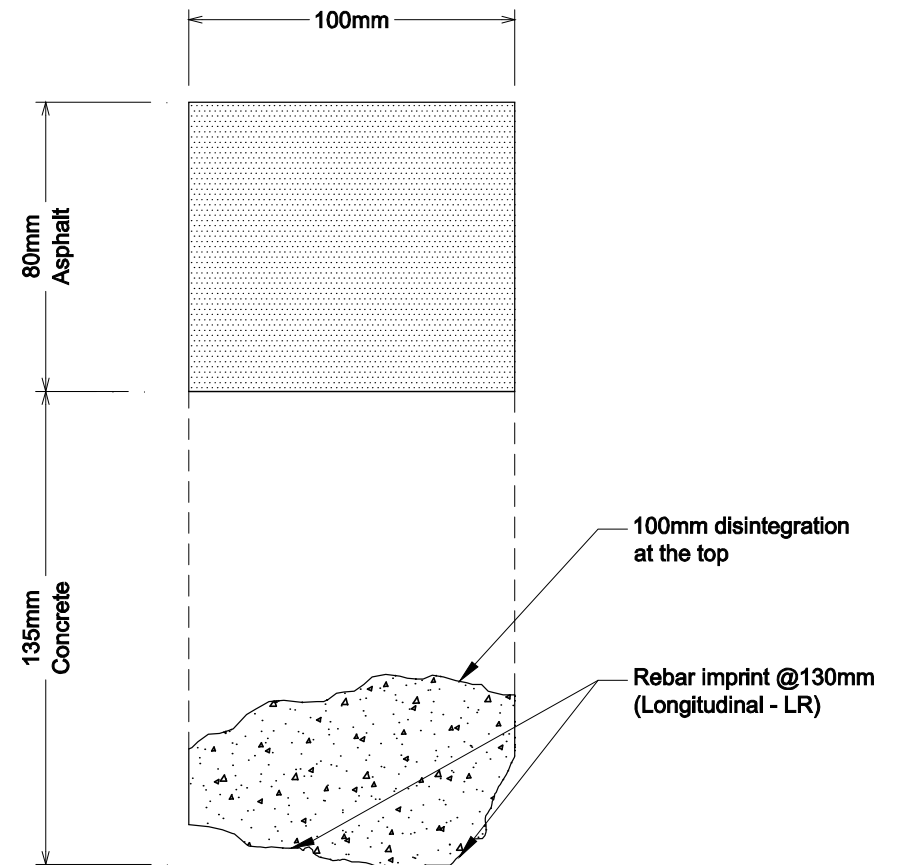 100mm
80mm
Asphalt
100mm disintegration
at the top
135mm
Concrete
Rebar imprint @130mm
(Longitudinal - LR)